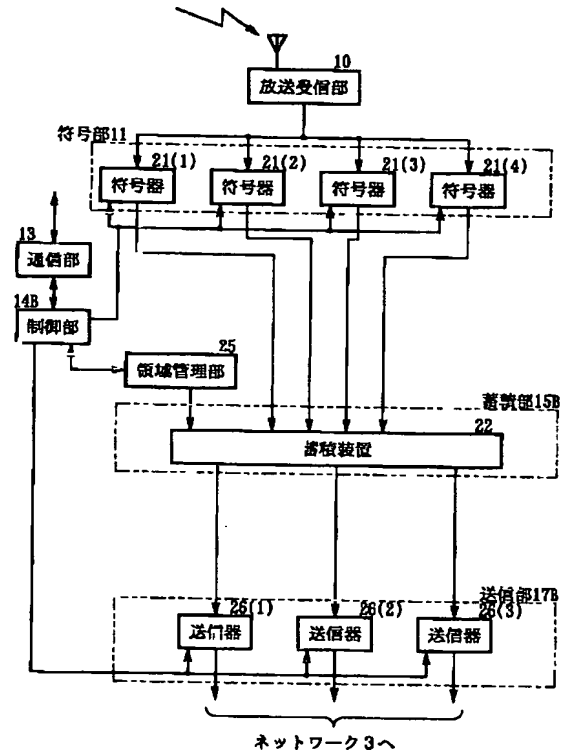 10
放送受信部
符号部11
21(1)
21(2)
21(3)
21(4)
符号器
符号器
符号器
符号器
13
通信部
14B
制御部
25
領域管理部
蓄積部15B
22
蓄積装置
送信部17B
26(1)
26(2)
26(3)
送信器
送信器
送信器
ネットワーク3へ